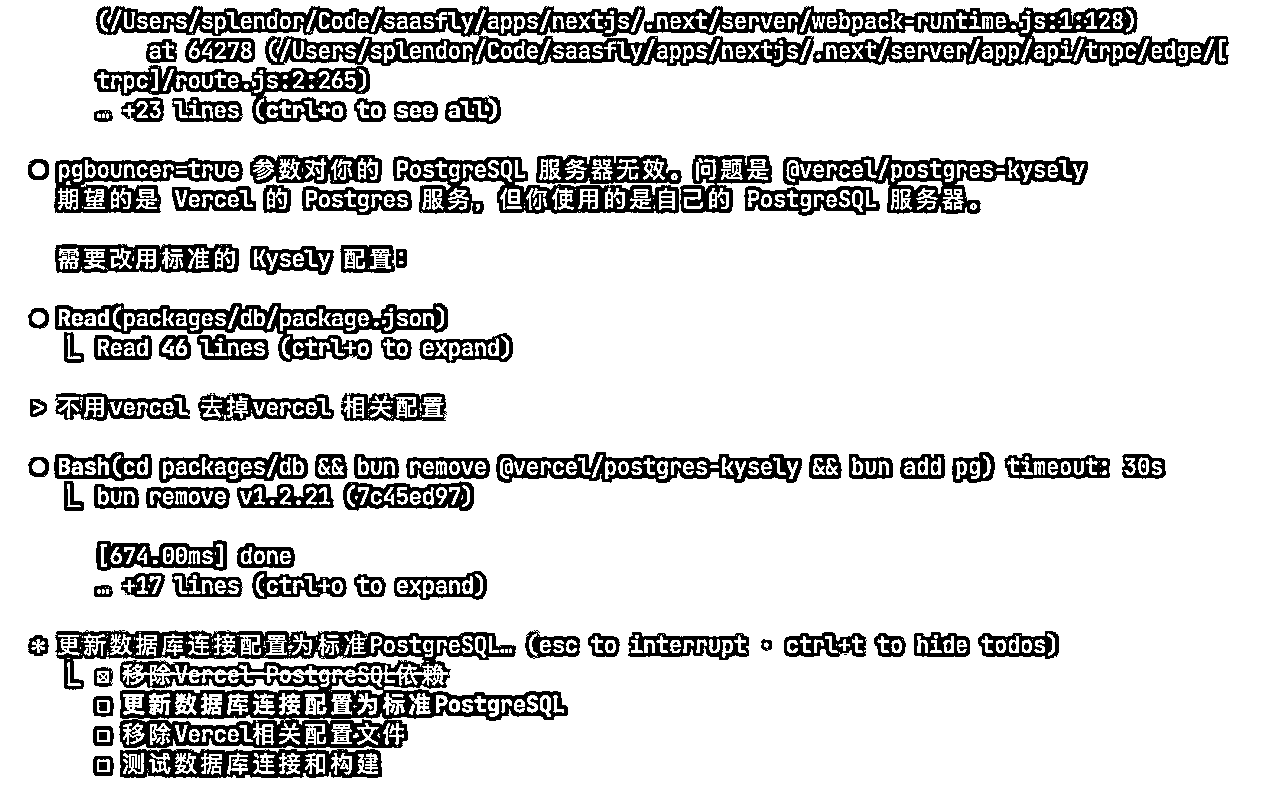 (/Users/splendor/Code/saasfly/apps/nextjs/.next/server/webpack-runtime.js:1:128)
at 64278 (/Users/splendor/Code/saasfly/apps/nextjs/.next/server/app/api/trpc/edge/[
trpc]/route.js:2:265)
… +23 lines (ctrl+o to see all)
○ pgbouncer=true 参数对你的 PostgreSQL 服务器无效。问题是 @vercel/postgres-kysely
期望的是 Vercel 的 Postgres 服务，但你使用的是自己的 PostgreSQL 服务器。
需要改用标准的 Kysely 配置：
○ Read(packages/db/package.json)
⎿ Read 46 lines (ctrl+o to expand)
> 不用vercel 去掉vercel 相关配置
○ Bash(cd packages/db && bun remove @vercel/postgres-kysely && bun add pg) timeout: 30s
⎿ bun remove v1.2.21 (7c45ed97)
[674.00ms] done
… +17 lines (ctrl+o to expand)
* 更新数据库连接配置为标准PostgreSQL… (esc to interrupt · ctrl+t to hide todos)
⎿ ☒ 移除Vercel PostgreSQL依赖
☐ 更新数据库连接配置为标准PostgreSQL
☐ 移除Vercel相关配置文件
☐ 测试数据库连接和构建